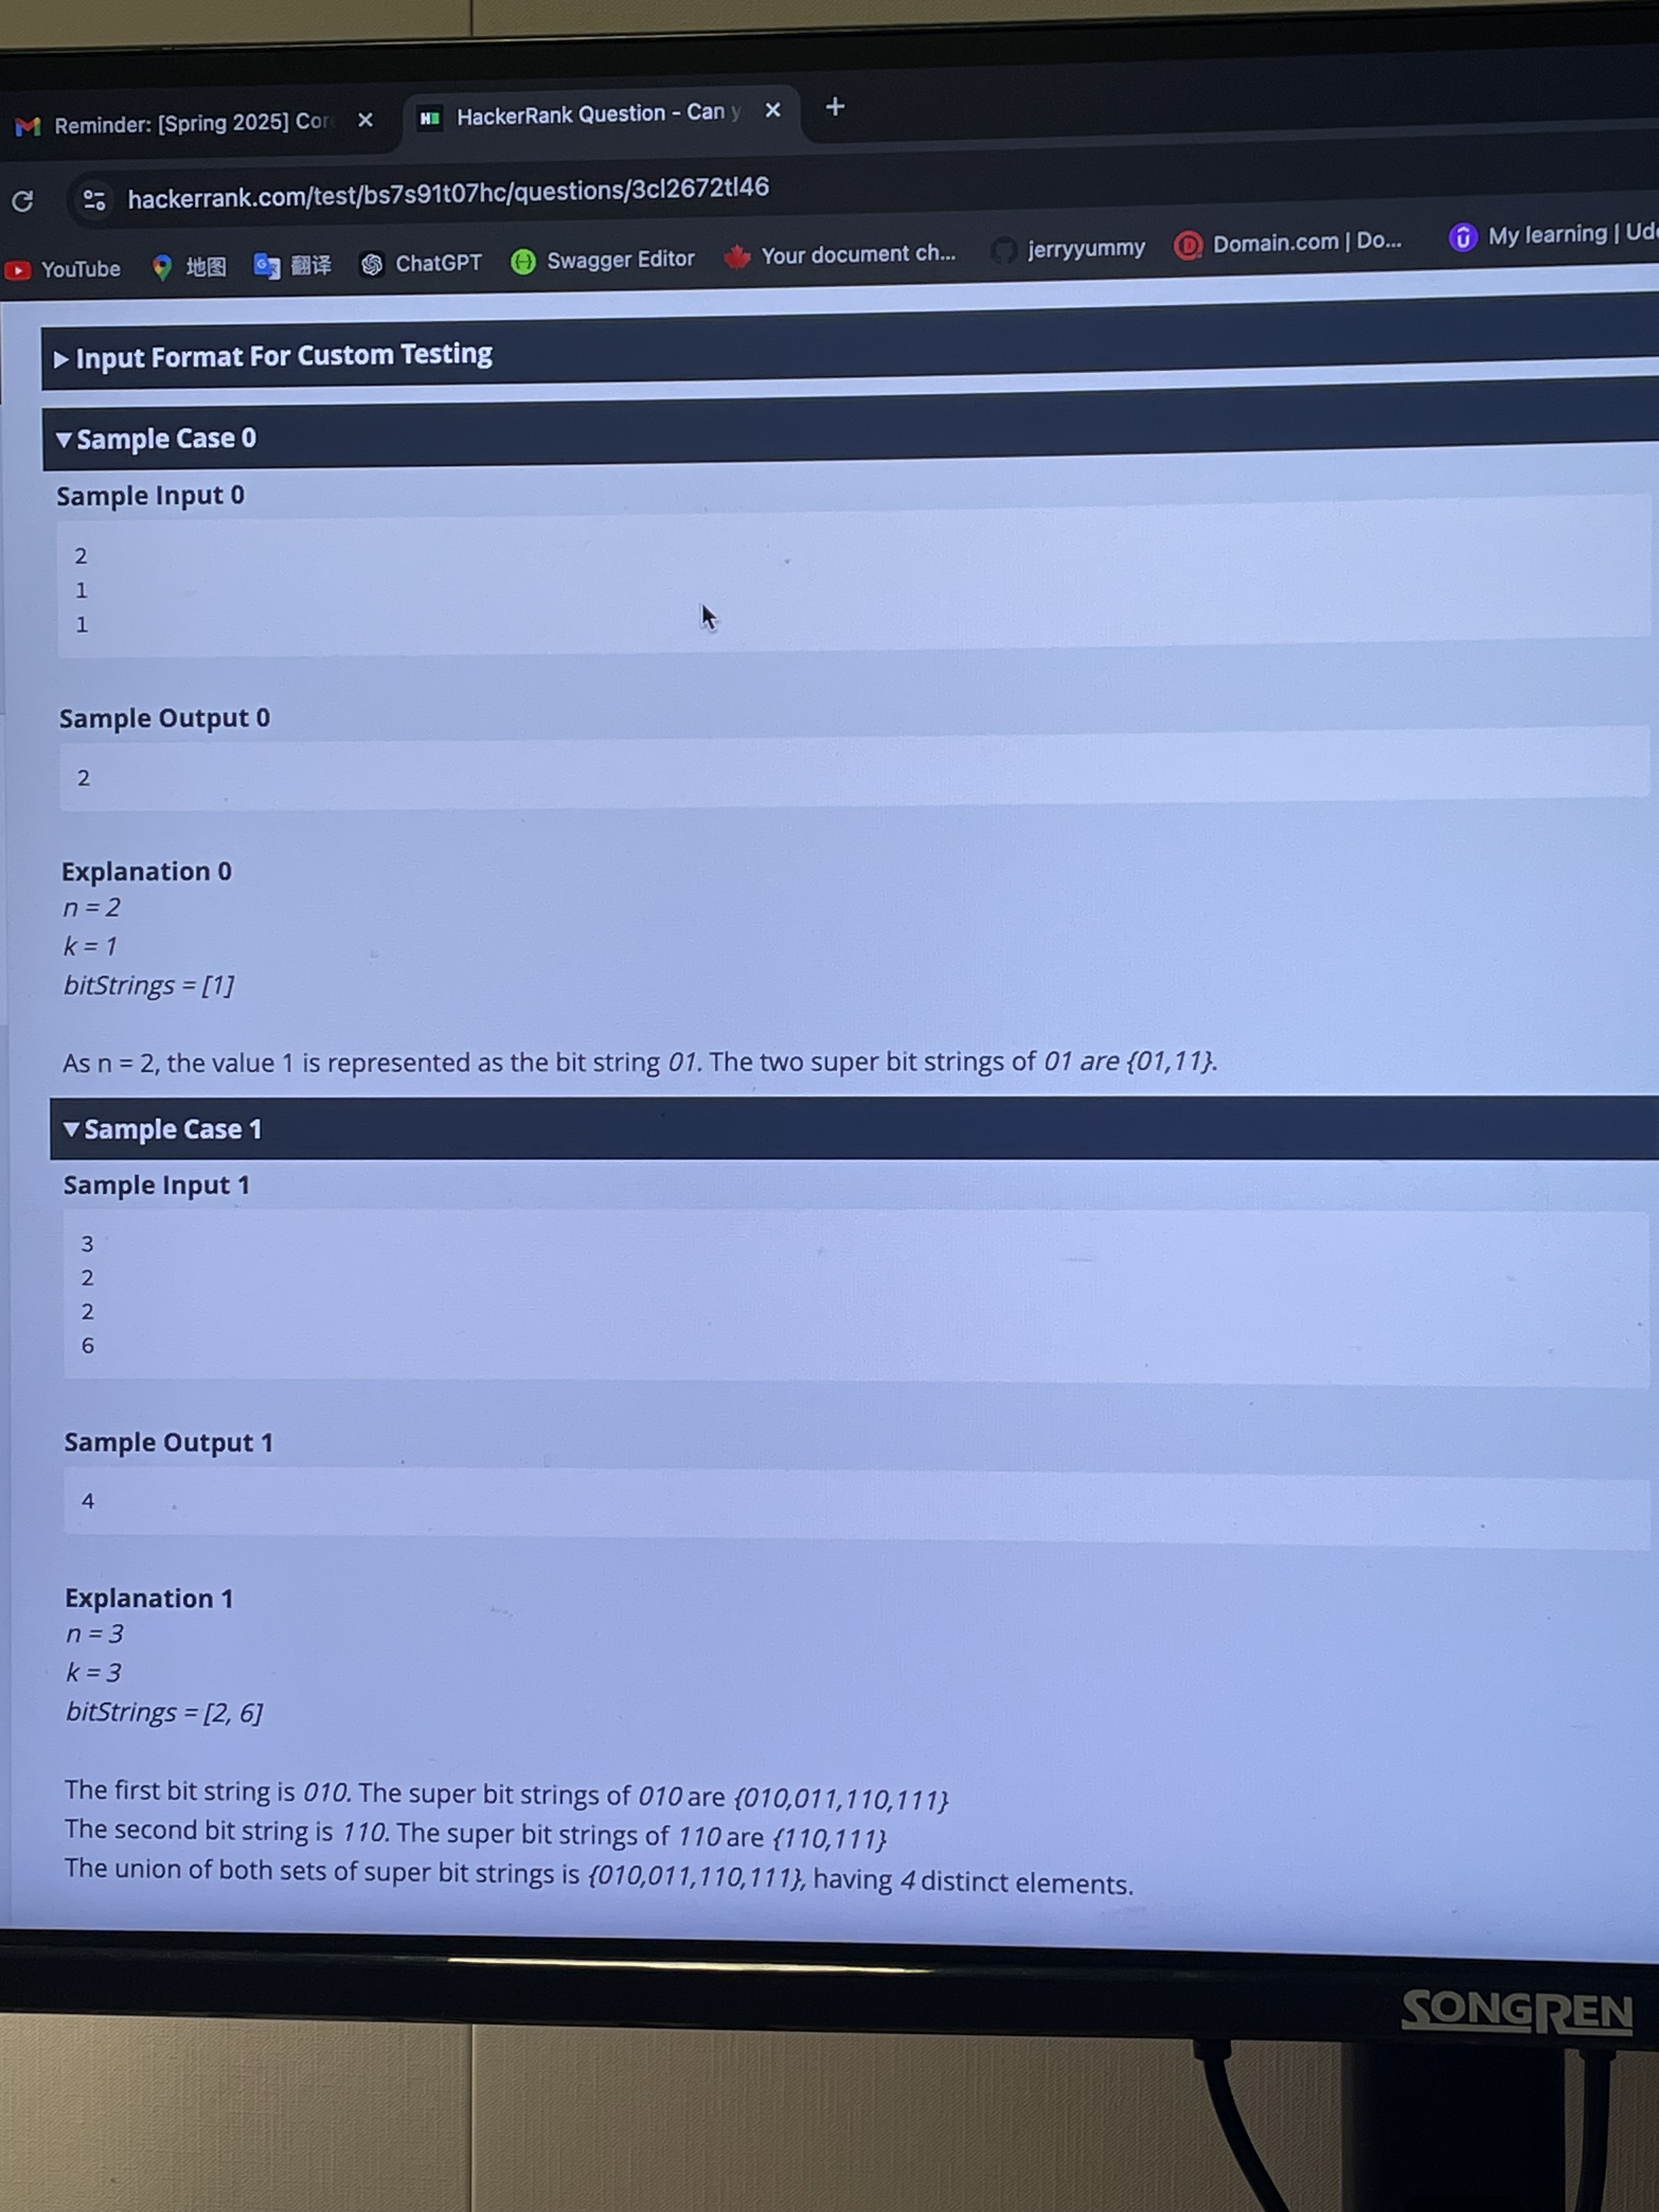 Reminder: [Spring 2025] Cor
HackerRank Question - Can y
hackerrank.com/test/bs7s91t07hc/questions/3cl2672tl46
YouTube 地图 翻译 ChatGPT Swagger Editor Your document ch... jerryyummy Domain.com | Do... My learning | Ude
Input Format For Custom Testing
Sample Case 0
Sample Input 0
2
1
1
Sample Output 0
2
Explanation 0
n = 2
k = 1
bitStrings = [1]
As n = 2, the value 1 is represented as the bit string 01. The two super bit strings of 01 are {01,11}.
Sample Case 1
Sample Input 1
3
2
2
6
Sample Output 1
4
Explanation 1
n = 3
k = 3
bitStrings = [2, 6]
The first bit string is 010. The super bit strings of 010 are {010,011,110,111}
The second bit string is 110. The super bit strings of 110 are {110,111}
The union of both sets of super bit strings is {010,011,110,111}, having 4 distinct elements.
SONGREN